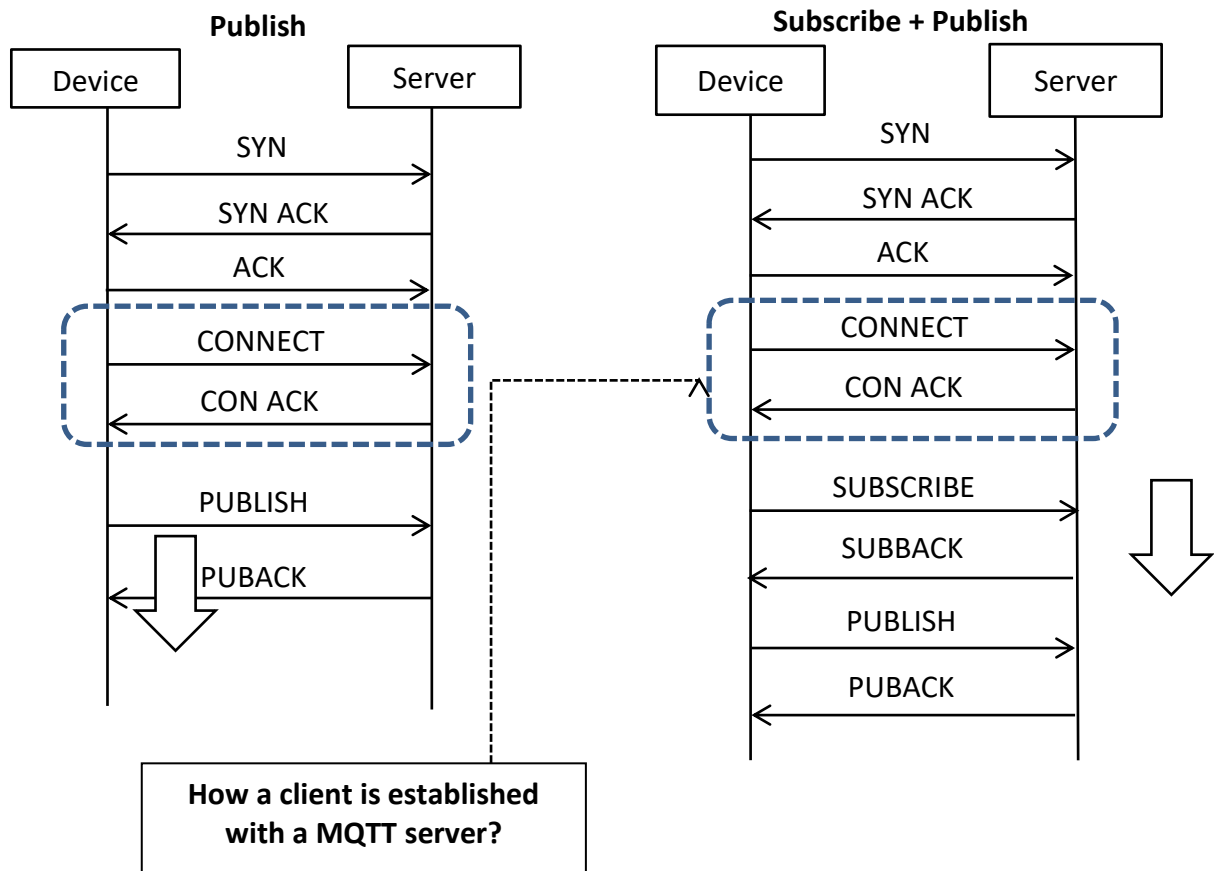 Publish
Device
Server
SYN
SYN ACK
ACK
CONNECT
CON ACK
PUBLISH
PUBACK
Subscribe + Publish
Device
Server
SYN
SYN ACK
ACK
CONNECT
CON ACK
SUBSCRIBE
SUBBACK
PUBLISH
PUBACK
How a client is established
with a MQTT server?